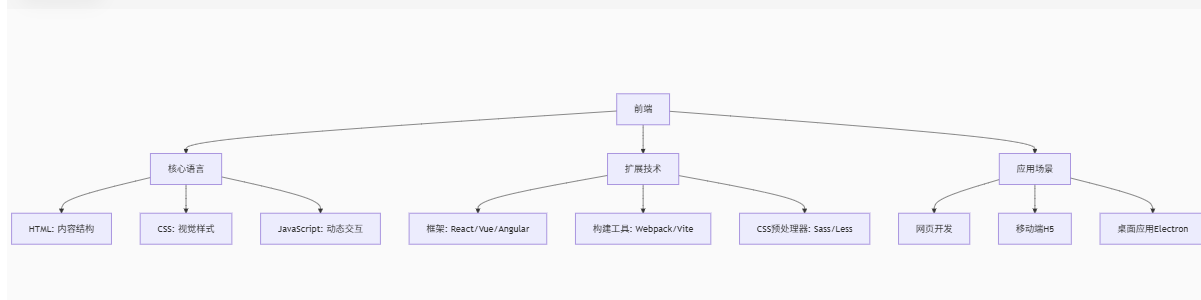 前端
核心语言
扩展技术
应用场景
HTML: 内容结构
CSS: 视觉样式
JavaScript: 动态交互
框架: React/Vue/Angular
构建工具: Webpack/Vite
CSS预处理器: Sass/Less
网页开发
移动端H5
桌面应用Electron